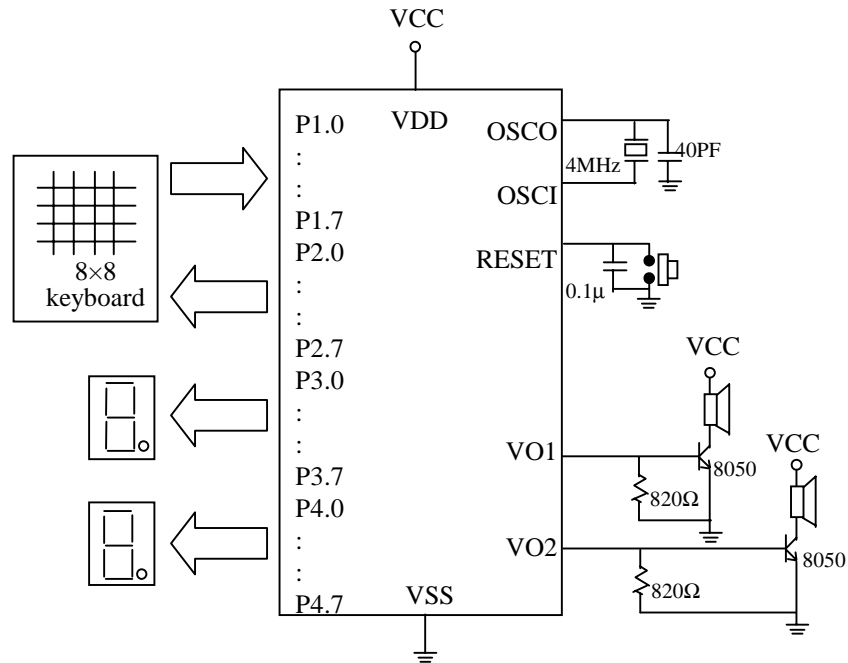 VCC
P1.0
VDD
OSCO
:
:
P1.7
4MHz
40PF
OSCI
8×8
keyboard
P2.0
:
:
P2.7
RESET
0.1μ
P3.0
:
:
P3.7
VCC
VO1
8050
820Ω
VCC
P4.0
:
:
P4.7
VO2
8050
820Ω
VSS